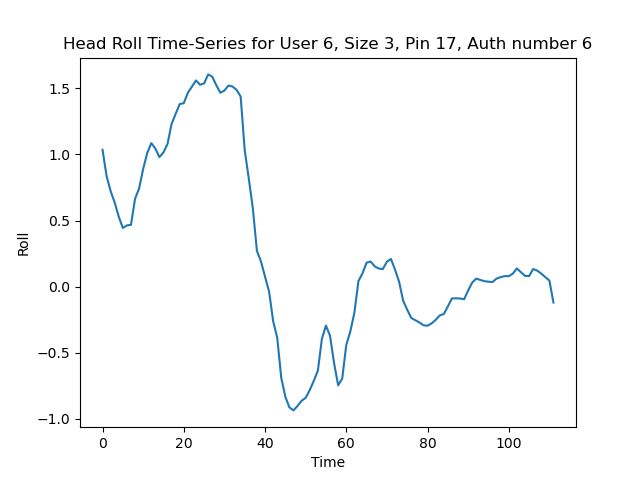 Head Roll Time-Series for User 6, Size 3, Pin 17, Auth number 6
1.5
1.0
0.5
0.0
−0.5
−1.0
Roll
0 20 40 60 80 100
Time